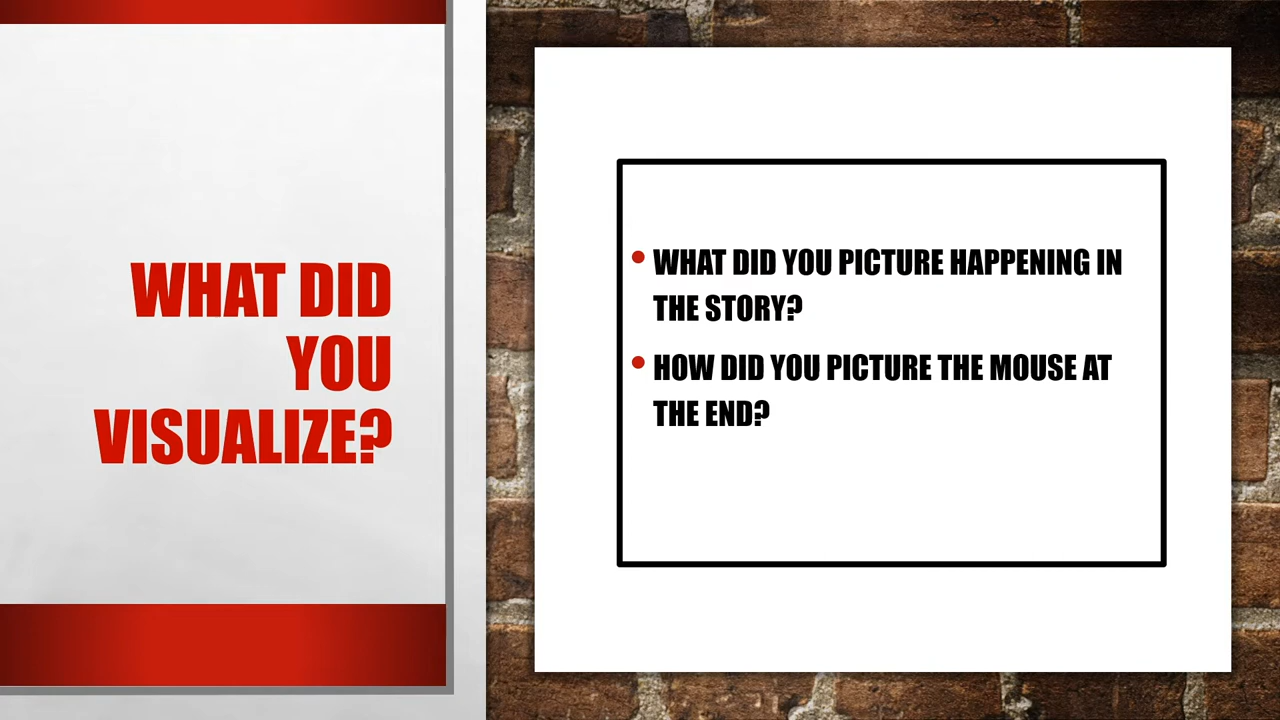 WHAT DID
YOU
VISUALIZE?
• WHAT DID YOU PICTURE HAPPENING IN
THE STORY?
• HOW DID YOU PICTURE THE MOUSE AT
THE END?